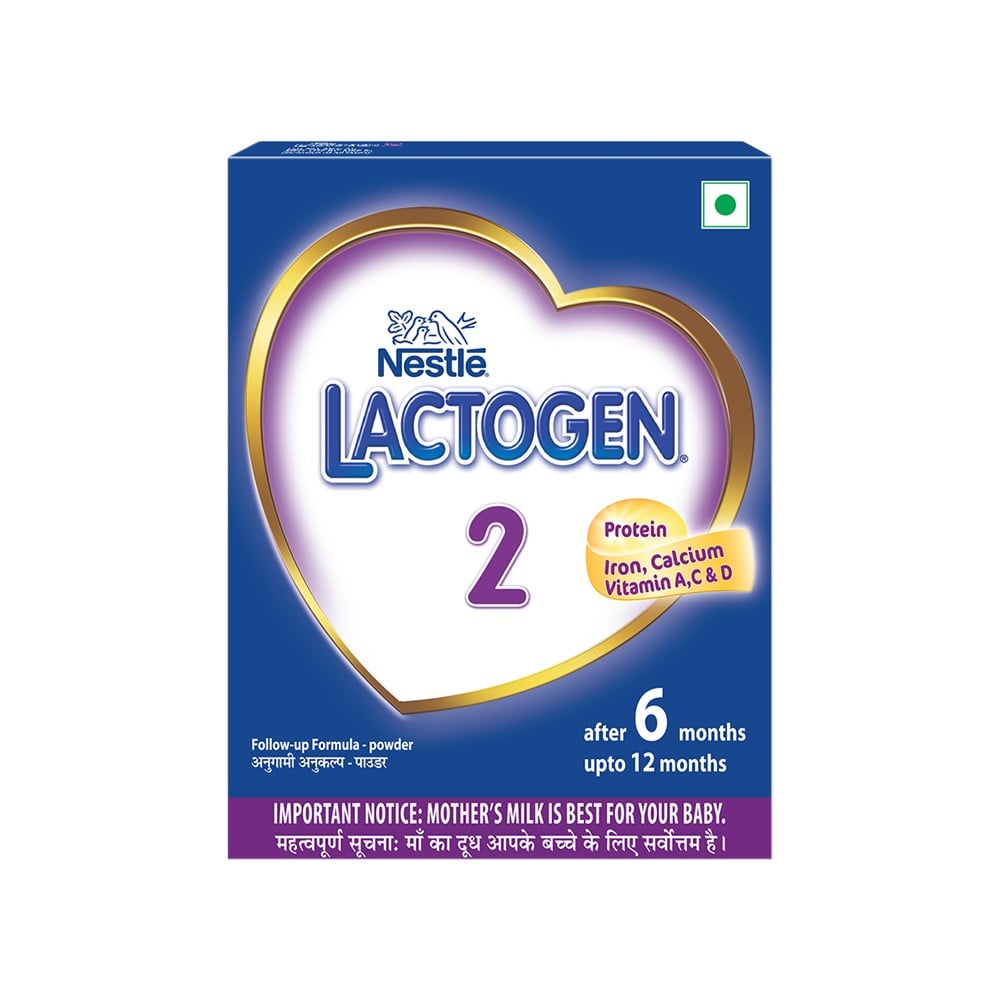 Nestlé
LACTOGEN®
2
Protein
Iron, Calcium
Vitamin A, C & D
after 6 months
upto 12 months
Follow-up Formula - powder
अनुगामी अनुकल्प - पाउडर
IMPORTANT NOTICE: MOTHER'S MILK IS BEST FOR YOUR BABY.
महत्वपूर्ण सूचना: माँ का दूध आपके बच्चे के लिए सर्वोत्तम है।